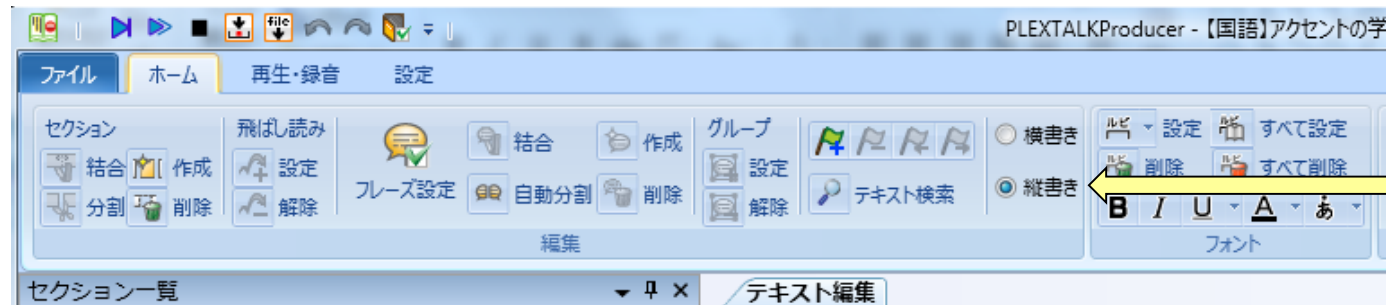 PLEXTALKProducer - 【国語】アクセントの学
ファイル ホーム 再生・録音 設定
セクション 飛ばし読み グループ
結合 作成 設定 フレーズ設定 結合 作成 設定 横書き ルビ 設定 すべて設定
分割 削除 解除 自動分割 削除 解除 テキスト検索 縦書き ルビ 削除 すべて削除
B I U A あ
編集 フォント
セクション一覧 テキスト編集